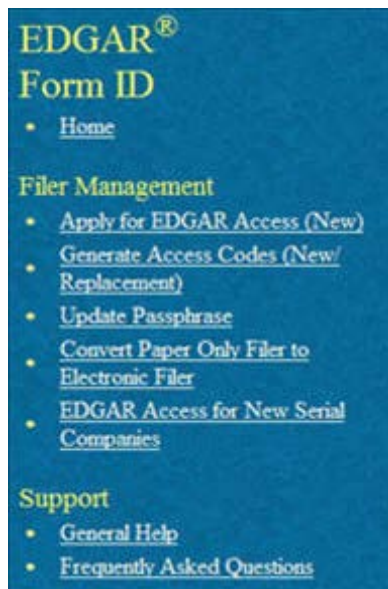 EDGAR®
Form ID
• Home
Filer Management
• Apply for EDGAR Access (New)
• Generate Access Codes (New/
Replacement)
• Update Passphrase
• Convert Paper Only Filer to
Electronic Filer
• EDGAR Access for New Serial
Companies
Support
• General Help
• Frequently Asked Questions